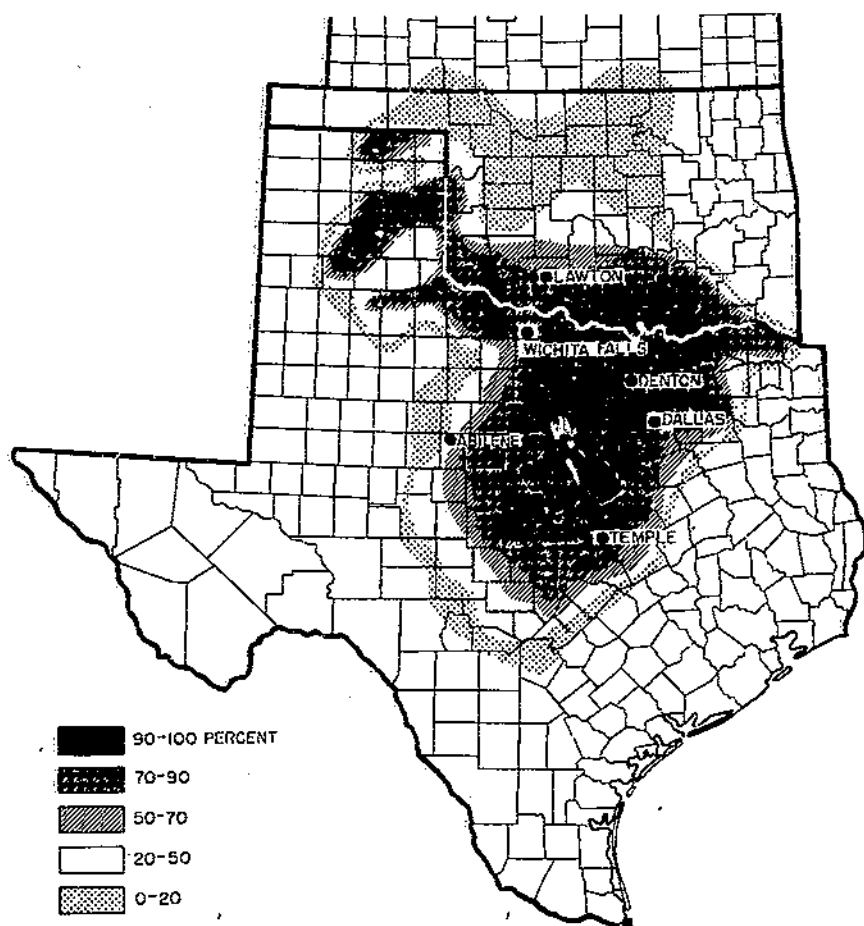 LAWTON
WICHITA FALLS
DENTON
DALLAS
ABILENE
TEMPLE
90-100 PERCENT
70-90
50-70
20-50
0-20